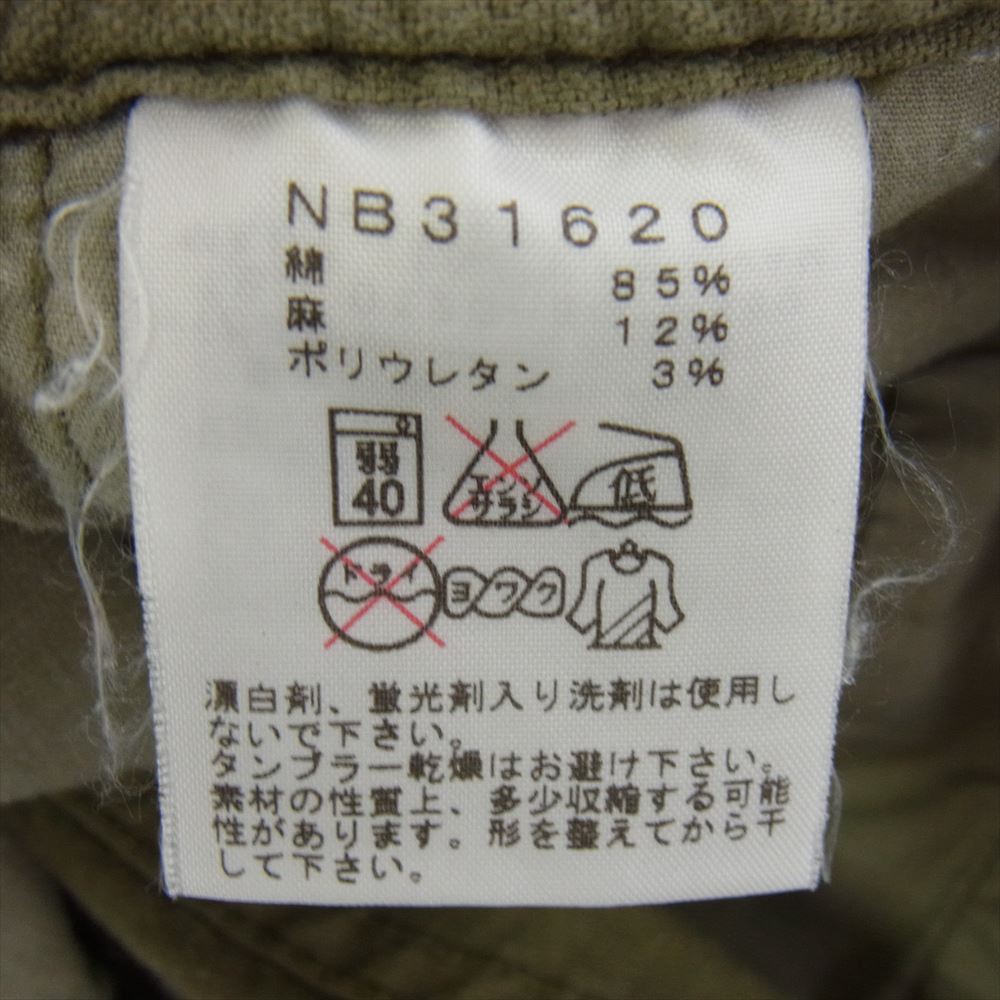 NB31620
綿 85%
麻 12%
ポリウレタン 3%
弱
40
エンソ
サラシ
低
ドライ
ヨワク
漂白剤、蛍光剤入り洗剤は使用し
ないで下さい。
タンブラー乾燥はお避け下さい。
素材の性質上、多少収縮する可能
性があります。形を整えてから干
して下さい。